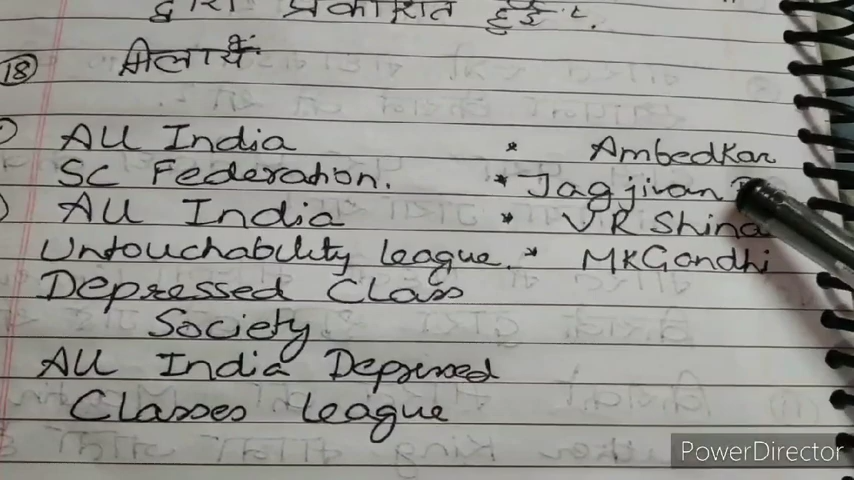 द्वारा प्रकाशित हुई?
18 मिलायें
All India * Ambedkar
SC Federation. * Jagjivan
All India * VR Shinde
Untouchability league. * MKGandhi
Depressed Class
Society
All India Depressed
Classes league
PowerDirector